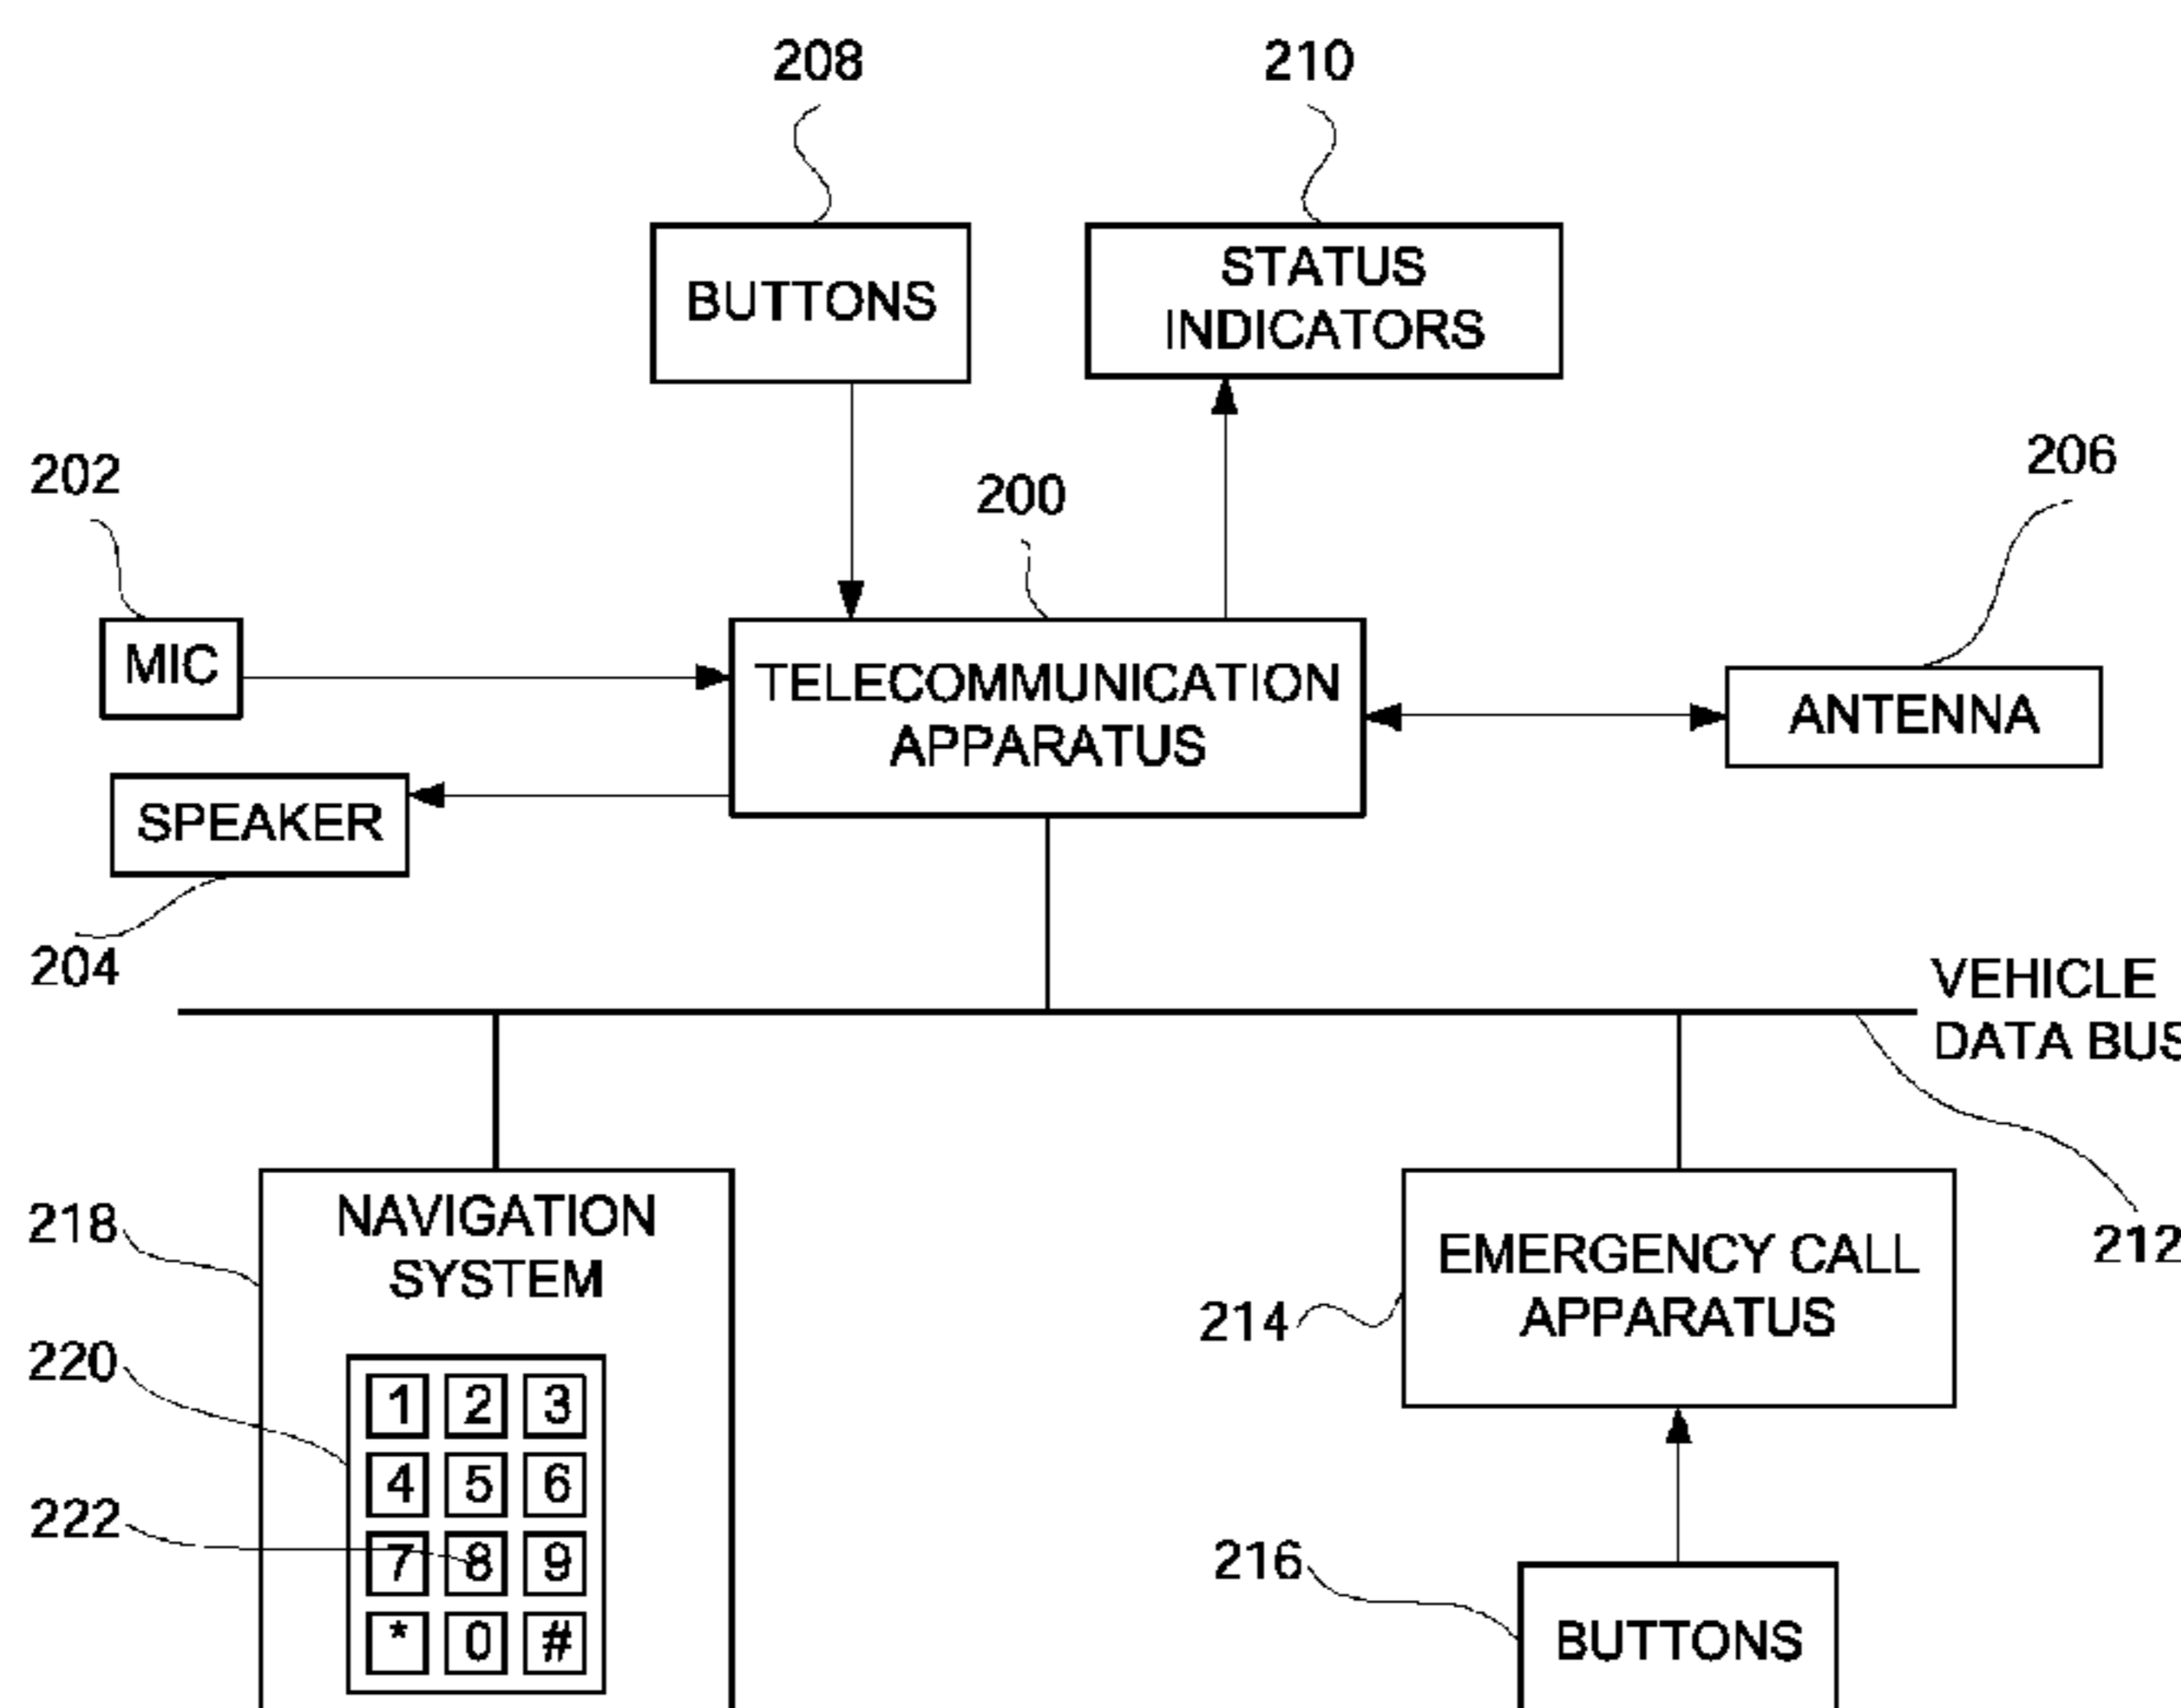 208
210
BUTTONS
STATUS
INDICATORS
202
200
206
MIC
TELECOMMUNICATION
APPARATUS
ANTENNA
SPEAKER
204
VEHICLE
DATA BUS
212
218
NAVIGATION
SYSTEM
EMERGENCY CALL
APPARATUS
214
220
1 2 3
4 5 6
222
7 8 9
* 0 #
216
BUTTONS